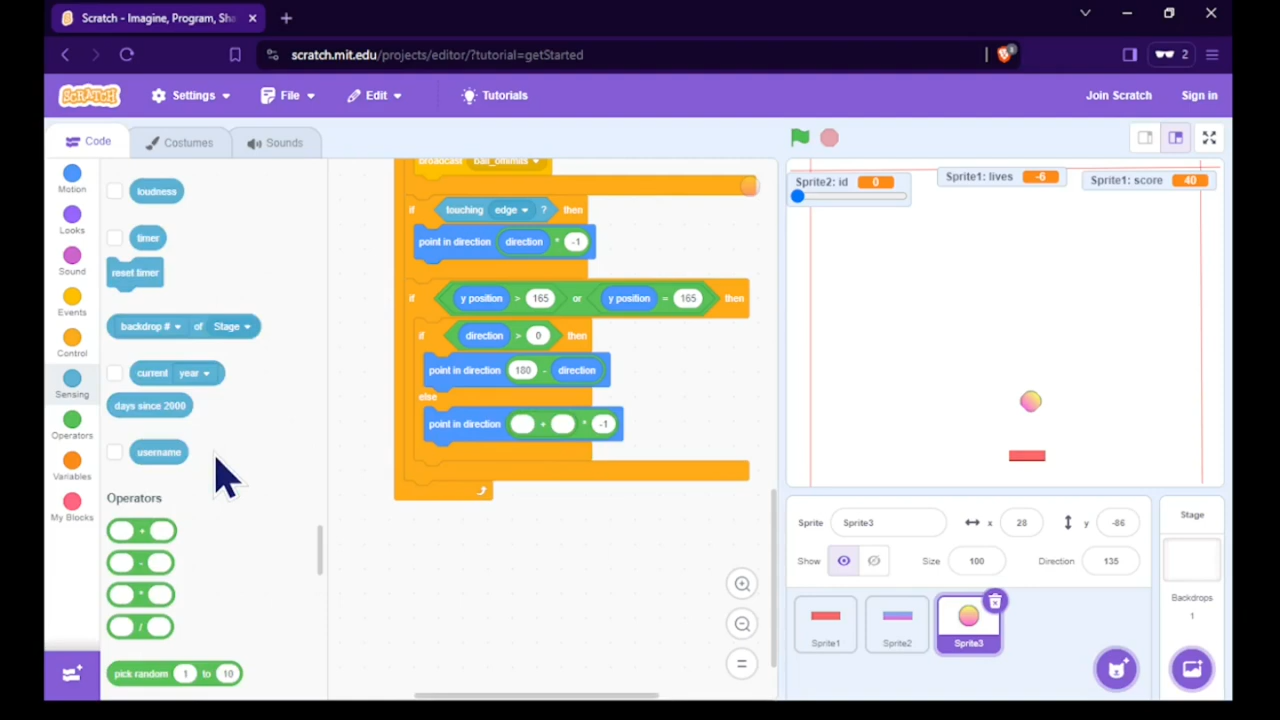 Scratch - Imagine, Program, Sha
scratch.mit.edu/projects/editor/?tutorial=getStarted
2
SCRATCH
Settings
File
Edit
Tutorials
Join Scratch
Sign in
Code
Costumes
Sounds
Motion
Looks
Sound
Events
Control
Sensing
Operators
Variables
My Blocks
loudness
timer
reset timer
backdrop # of Stage
current year
days since 2000
username
Operators
+
-
*
/
pick random 1 to 10
broadcast
if touching edge ? then
point in direction direction * -1
if y position > 165 or y position = 165 then
if direction > 0 then
point in direction 180 - direction
else
point in direction + * -1
Sprite2: id 0
Sprite1: lives -6
Sprite1: score 40
Sprite Sprite3 x 28 y -86
Show Size 100 Direction 135
Sprite1
Sprite2
Sprite3
Stage
Backdrops
1